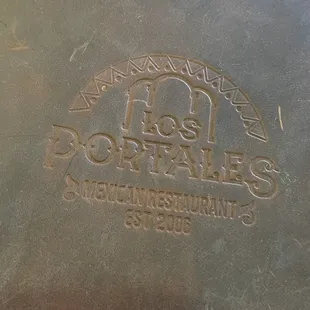 LOS
PORTALES
MEXICAN RESTAURANT
EST 2006